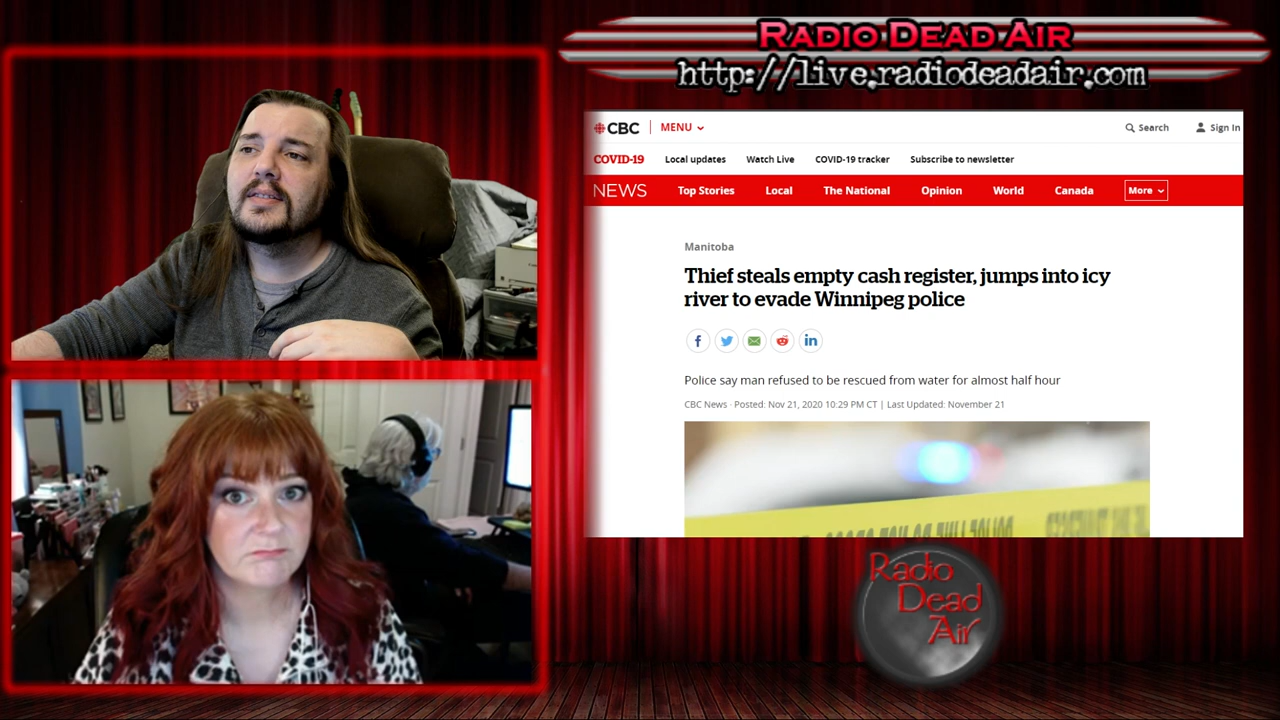 RADIO DEAD AIR
http://live.radiodeadair.com
CBC MENU Search Sign In
COVID-19 Local updates Watch Live COVID-19 tracker Subscribe to newsletter
NEWS Top Stories Local The National Opinion World Canada More
Manitoba
Thief steals empty cash register, jumps into icy
river to evade Winnipeg police
Police say man refused to be rescued from water for almost half hour
CBC News · Posted: Nov 21, 2020 10:29 PM CT | Last Updated: November 21
Radio
Dead
Air